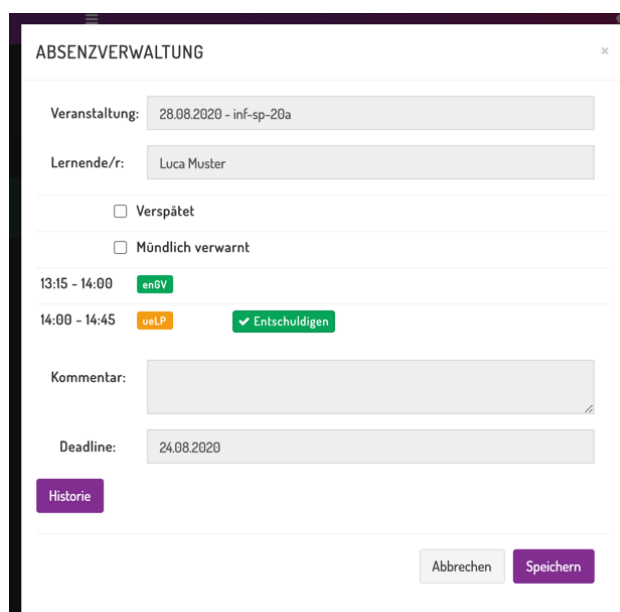 ABSENZVERWALTUNG ×
Veranstaltung: 28.08.2020 - inf-sp-20a
Lernende/r: Luca Muster
Verspätet
Mündlich verwarnt
13:15 - 14:00 enGV
14:00 - 14:45 ueLP ✔ Entschuldigen
Kommentar:
Deadline: 24.08.2020
Historie
Abbrechen Speichern